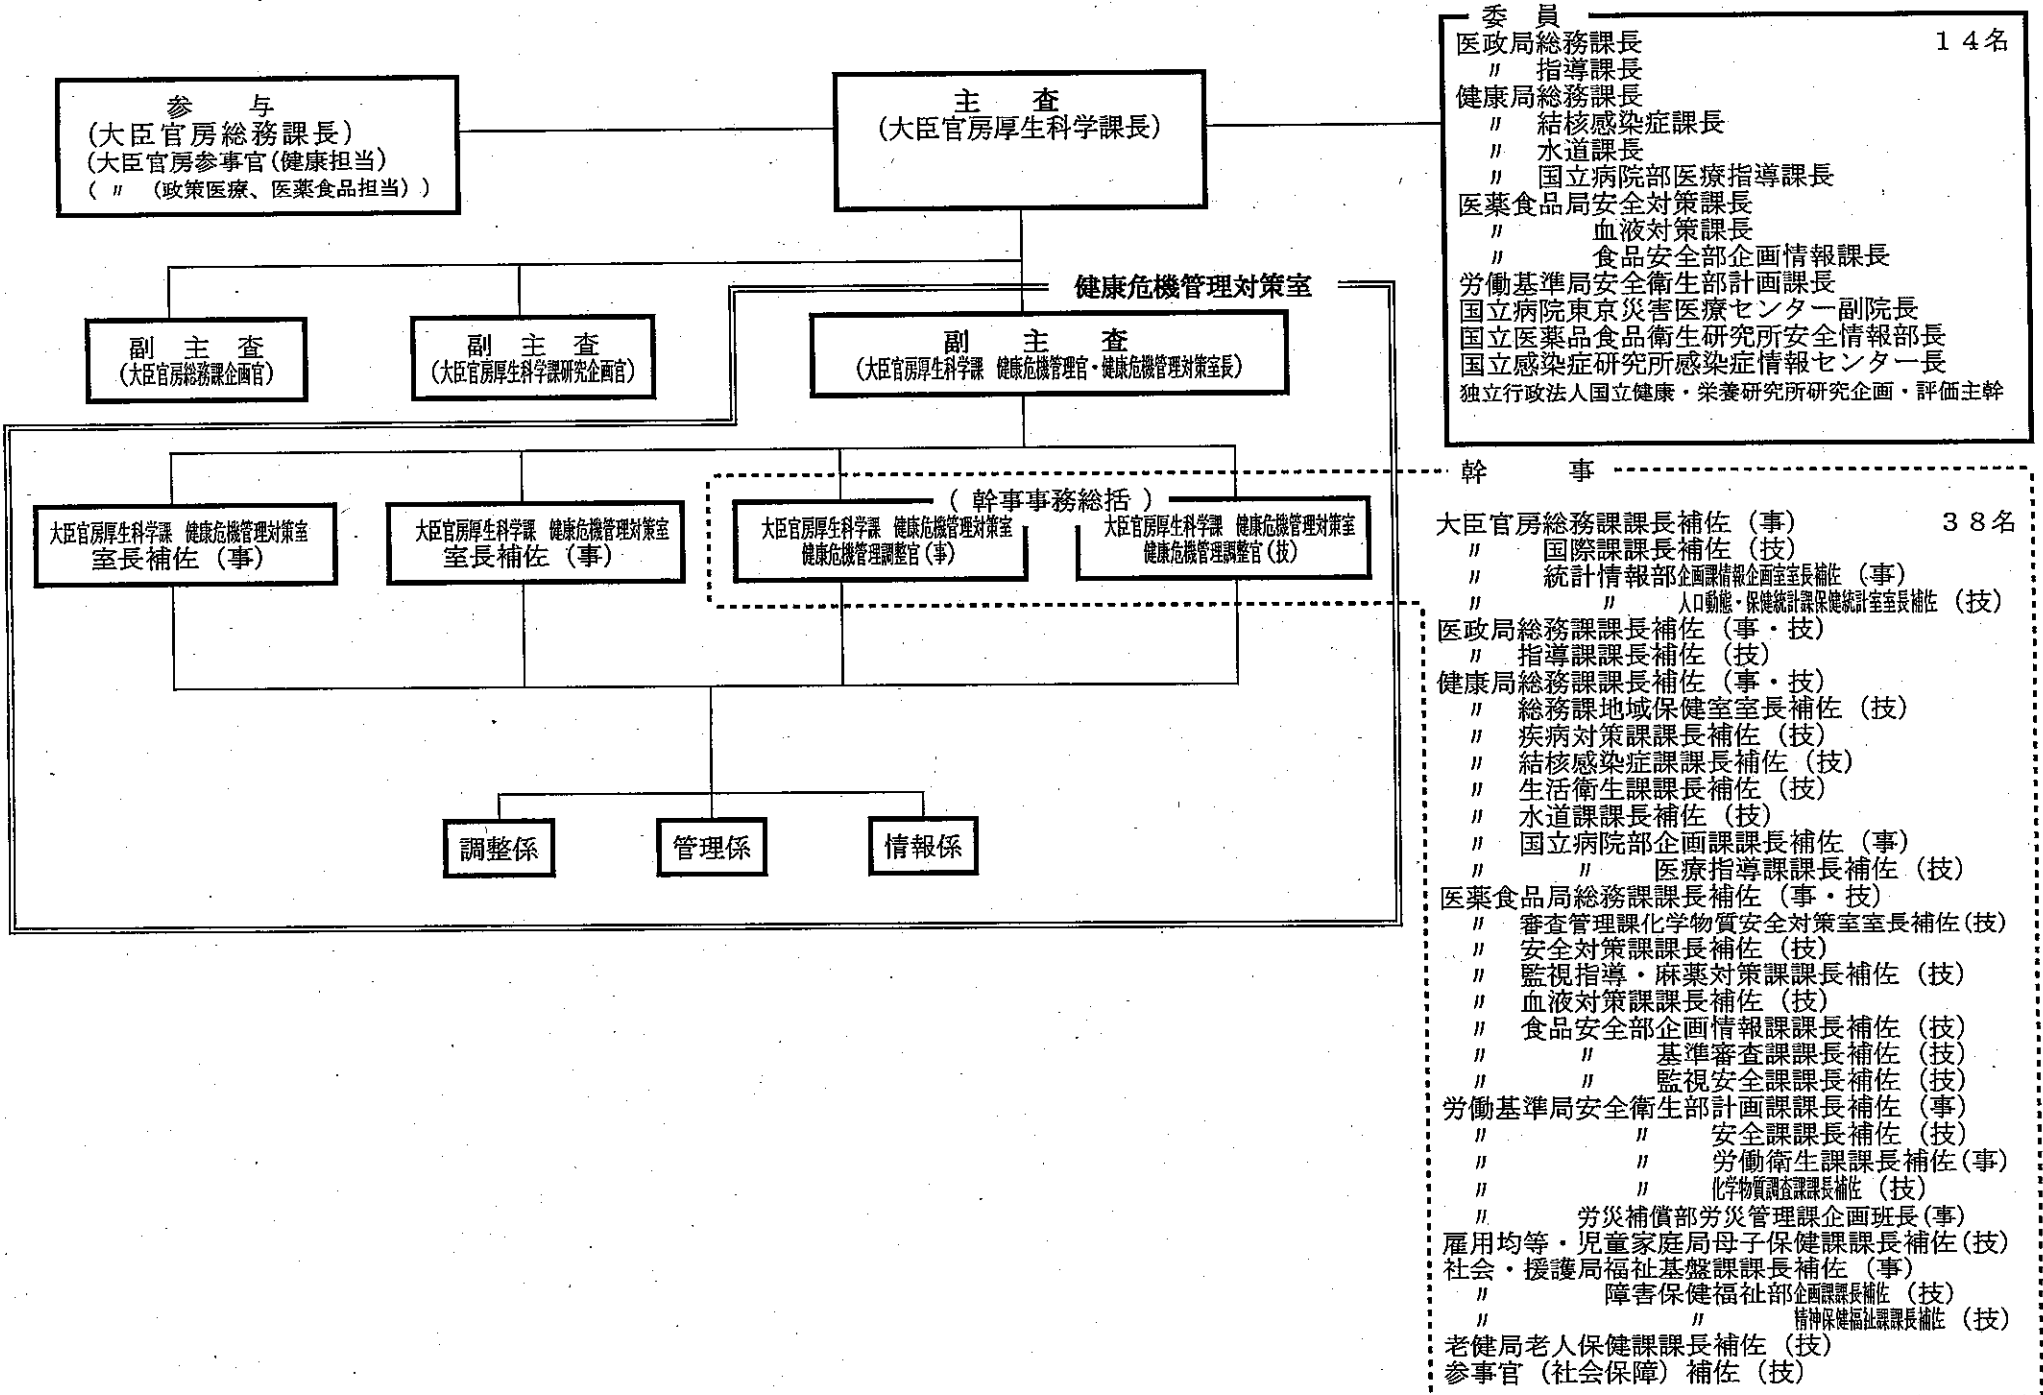 参　与
(大臣官房総務課長)
(大臣官房参事官(健康担当)
(〃 (政策医療、医薬食品担当))
主　査
(大臣官房厚生科学課長)
委　員
医政局総務課長　１４名
〃　指導課長
健康局総務課長
〃　結核感染症課長
〃　水道課長
〃　国立病院部医療指導課長
医薬食品局安全対策課長
〃　血液対策課長
〃　食品安全部企画情報課長
労働基準局安全衛生部計画課長
国立病院東京災害医療センター副院長
国立医薬品食品衛生研究所安全情報部長
国立感染症研究所感染症情報センター長
独立行政法人国立健康・栄養研究所研究企画・評価主幹
健康危機管理対策室
副　主　査
(大臣官房総務課企画官)
副　主　査
(大臣官房厚生科学課研究企画官)
副　主　査
(大臣官房厚生科学課　健康危機管理官・健康危機管理対策室長)
(幹事事務総括)
大臣官房厚生科学課　健康危機管理対策室
室長補佐（事）
大臣官房厚生科学課　健康危機管理対策室
室長補佐（事）
大臣官房厚生科学課　健康危機管理対策室
健康危機管理調整官(事)
大臣官房厚生科学課　健康危機管理対策室
健康危機管理調整官(技)
調整係
管理係
情報係
幹　事
大臣官房総務課課長補佐（事）　３８名
〃　国際課課長補佐（技）
〃　統計情報部企画課情報企画室室長補佐（事）
〃　〃　人口動態・保健統計課保健統計室室長補佐（技）
医政局総務課課長補佐（事・技）
〃　指導課課長補佐（技）
健康局総務課課長補佐（事・技）
〃　総務課地域保健室室長補佐（技）
〃　疾病対策課課長補佐（技）
〃　結核感染症課課長補佐（技）
〃　生活衛生課課長補佐（技）
〃　水道課課長補佐（技）
〃　国立病院部企画課課長補佐（事）
〃　〃　医療指導課課長補佐（技）
医薬食品局総務課課長補佐（事・技）
〃　審査管理課化学物質安全対策室室長補佐(技)
〃　安全対策課課長補佐（技）
〃　監視指導・麻薬対策課課長補佐（技）
〃　血液対策課課長補佐（技）
〃　食品安全部企画情報課課長補佐（技）
〃　〃　基準審査課課長補佐（技）
〃　〃　監視安全課課長補佐（技）
労働基準局安全衛生部計画課課長補佐（事）
〃　〃　安全課課長補佐（技）
〃　〃　労働衛生課課長補佐(事)
〃　〃　化学物質調査課課長補佐（技）
〃　労災補償部労災管理課企画班長(事)
雇用均等・児童家庭局母子保健課課長補佐(技)
社会・援護局福祉基盤課課長補佐（事）
〃　障害保健福祉部企画課課長補佐（技）
〃　〃　精神保健福祉課課長補佐（技）
老健局老人保健課課長補佐（技）
参事官（社会保障）補佐（技）